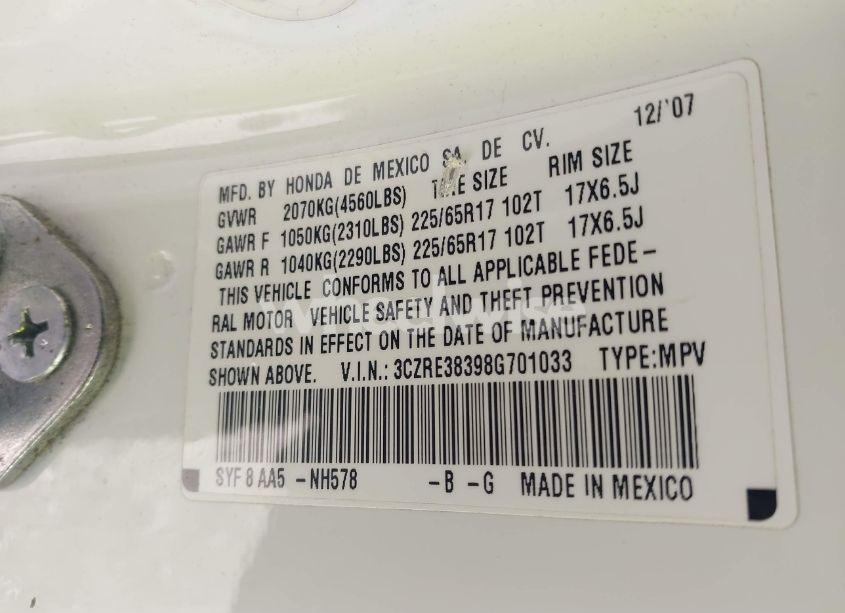 12/'07
MFD. BY HONDA DE MEXICO SA. DE CV.
GVWR 2070KG(4560LBS) TIRE SIZE RIM SIZE
GAWR F 1050KG(2310LBS) 225/65R17 102T 17X6.5J
GAWR R 1040KG(2290LBS) 225/65R17 102T 17X6.5J
THIS VEHICLE CONFORMS TO ALL APPLICABLE FEDE-
RAL MOTOR VEHICLE SAFETY AND THEFT PREVENTION
STANDARDS IN EFFECT ON THE DATE OF MANUFACTURE
SHOWN ABOVE. V.I.N.: 3CZRE38398G701033 TYPE:MPV
SYF 8 AA5 -NH578 -B -G MADE IN MEXICO